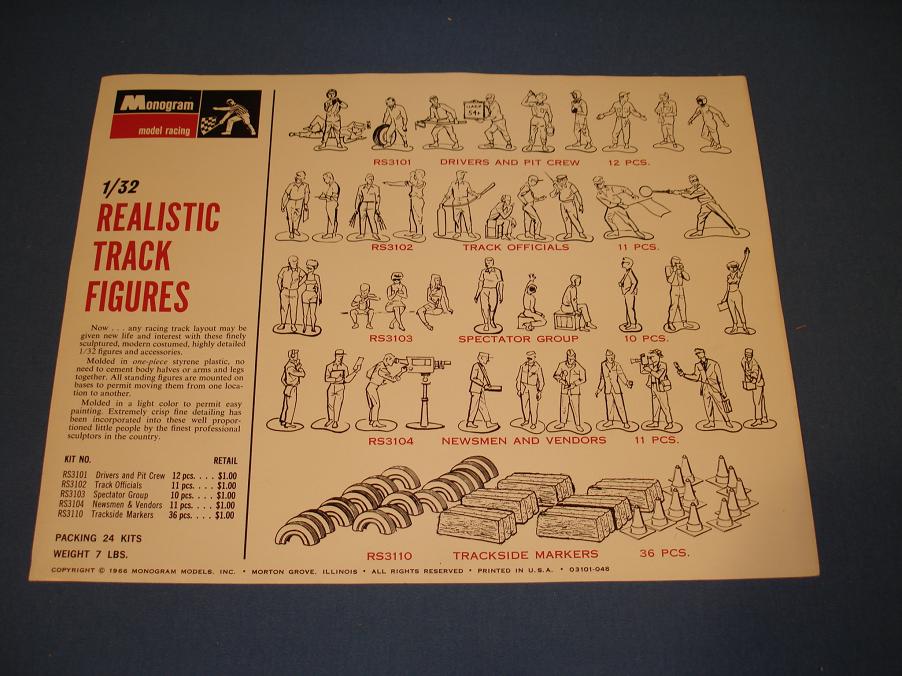 Monogram
model racing
1/32
REALISTIC
TRACK
FIGURES
Now . . . any racing track layout may be
given new life and interest with these finely
sculptured, modern costumed, highly detailed
1/32 figures and accessories.
Molded in one-piece styrene plastic, no
need to cement body halves or arms and legs
together. All standing figures are mounted on
bases to permit moving them from one loca-
tion to another.
Molded in a light color to permit easy
painting. Extremely crisp fine detailing has
been incorporated into these well propor-
tioned little people by the finest professional
sculptors in the country.
KIT NO. RETAIL
RS3101 Drivers and Pit Crew 12 pcs. . . . $1.00
RS3102 Track Officials 11 pcs. . . . $1.00
RS3103 Spectator Group 10 pcs. . . . $1.00
RS3104 Newsmen & Vendors 11 pcs. . . . $1.00
RS3110 Trackside Markers 36 pcs. . . . $1.00
PACKING 24 KITS
WEIGHT 7 LBS.
RS3101 DRIVERS AND PIT CREW 12 PCS.
RS3102 TRACK OFFICIALS 11 PCS.
RS3103 SPECTATOR GROUP 10 PCS.
RS3104 NEWSMEN AND VENDORS 11 PCS.
RS3110 TRACKSIDE MARKERS 36 PCS.
COPYRIGHT © 1966 MONOGRAM MODELS, INC. • MORTON GROVE, ILLINOIS • ALL RIGHTS RESERVED • PRINTED IN U.S.A. • 03101-048